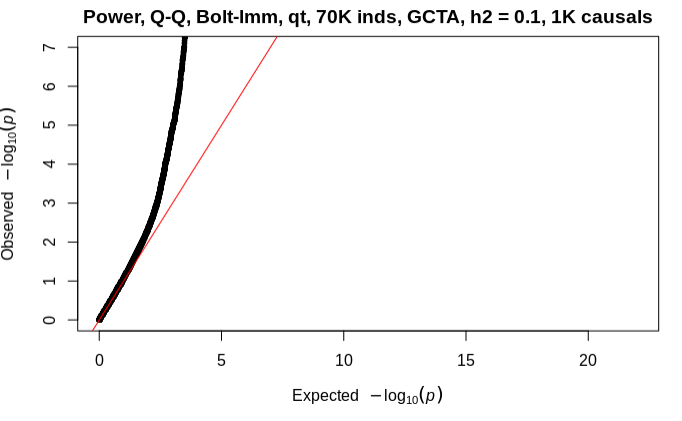 Power, Q-Q, Bolt-lmm, qt, 70K inds, GCTA, h2 = 0.1, 1K causals
7
6
5
4
3
2
1
0
Observed −log10(p)
0 5 10 15 20
Expected −log10(p)